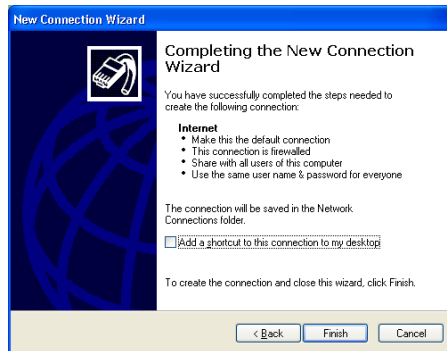 New Connection Wizard
Completing the New Connection
Wizard
You have successfully completed the steps needed to
create the following connection:
Internet
• Make this the default connection
• This connection is firewalled
• Share with all users of this computer
• Use the same user name & password for everyone
The connection will be saved in the Network
Connections folder.
Add a shortcut to this connection to my desktop
To create the connection and close this wizard, click Finish.
< Back Finish Cancel